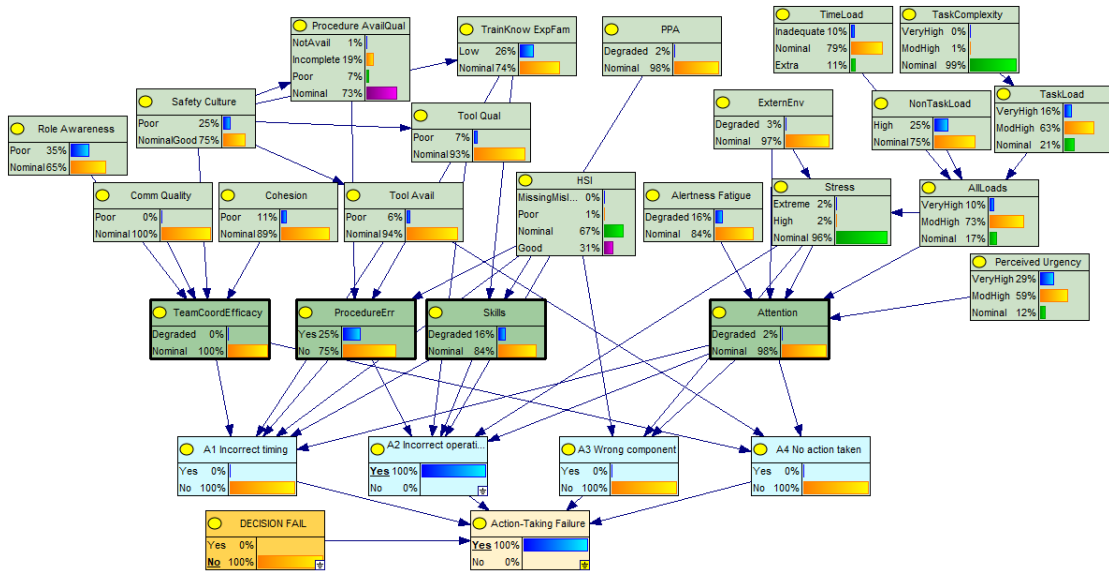 Procedure AvailQual
NotAvail 1%
Incomplete 19%
Poor 7%
Nominal 73%
TrainKnow ExpFam
Low 26%
Nominal 74%
PPA
Degraded 2%
Nominal 98%
TimeLoad
Inadequate 10%
Nominal 79%
Extra 11%
TaskComplexity
VeryHigh 0%
ModHigh 1%
Nominal 99%
Safety Culture
Poor 25%
NominalGood 75%
Tool Qual
Poor 7%
Nominal 93%
ExternEnv
Degraded 3%
Nominal 97%
NonTaskLoad
High 25%
Nominal 75%
TaskLoad
VeryHigh 16%
ModHigh 63%
Nominal 21%
Role Awareness
Poor 35%
Nominal 65%
Comm Quality
Poor 0%
Nominal 100%
Cohesion
Poor 11%
Nominal 89%
Tool Avail
Poor 6%
Nominal 94%
HSI
MissingMisl...0%
Poor 1%
Nominal 67%
Good 31%
Alertness Fatigue
Degraded 16%
Nominal 84%
Stress
Extreme 2%
High 2%
Nominal 96%
AllLoads
VeryHigh 10%
ModHigh 73%
Nominal 17%
Perceived Urgency
VeryHigh 29%
ModHigh 59%
Nominal 12%
TeamCoordEfficacy
Degraded 0%
Nominal 100%
ProcedureErr
Yes 25%
No 75%
Skills
Degraded 16%
Nominal 84%
Attention
Degraded 2%
Nominal 98%
A1 Incorrect timing
Yes 0%
No 100%
A2 Incorrect operati...
Yes 100%
No 0%
A3 Wrong component
Yes 0%
No 100%
A4 No action taken
Yes 0%
No 100%
DECISION FAIL
Yes 0%
No 100%
Action-Taking Failure
Yes 100%
No 0%